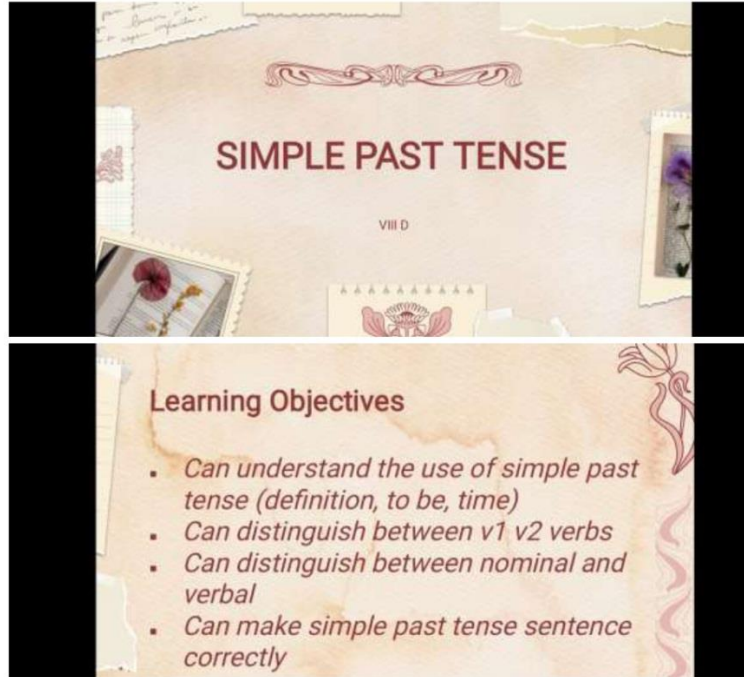 SIMPLE PAST TENSE
VIII D
Learning Objectives
▪ Can understand the use of simple past
tense (definition, to be, time)
▪ Can distinguish between v1 v2 verbs
▪ Can distinguish between nominal and
verbal
▪ Can make simple past tense sentence
correctly